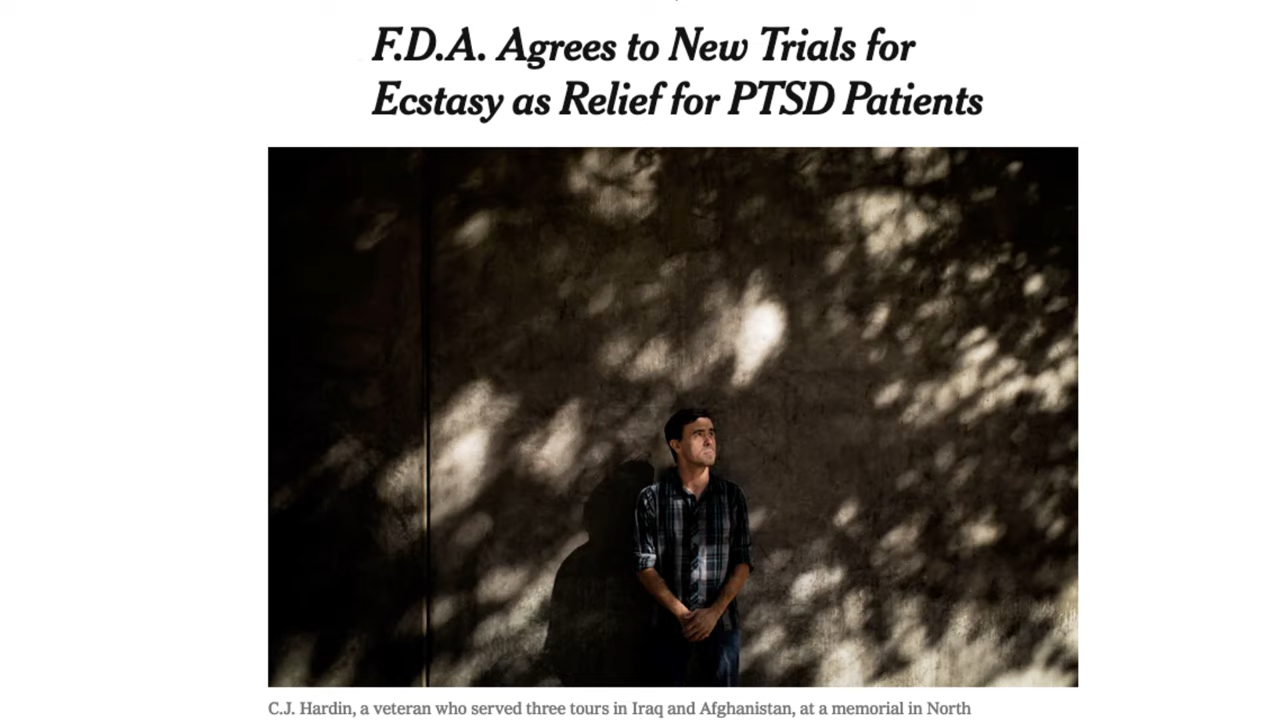 F.D.A. Agrees to New Trials for
Ecstasy as Relief for PTSD Patients
C.J. Hardin, a veteran who served three tours in Iraq and Afghanistan, at a memorial in North